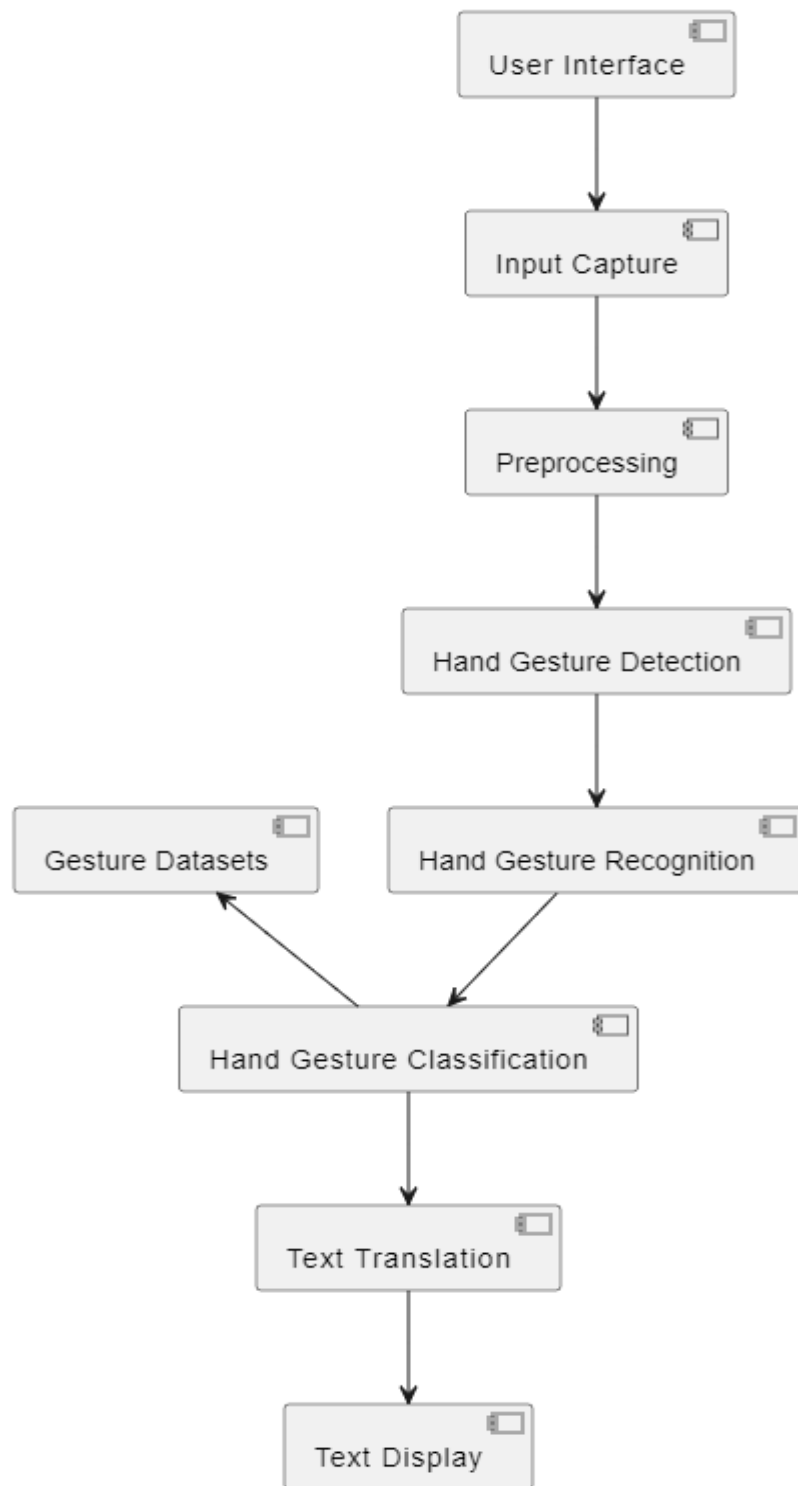 User Interface
Input Capture
Preprocessing
Hand Gesture Detection
Gesture Datasets
Hand Gesture Recognition
Hand Gesture Classification
Text Translation
Text Display